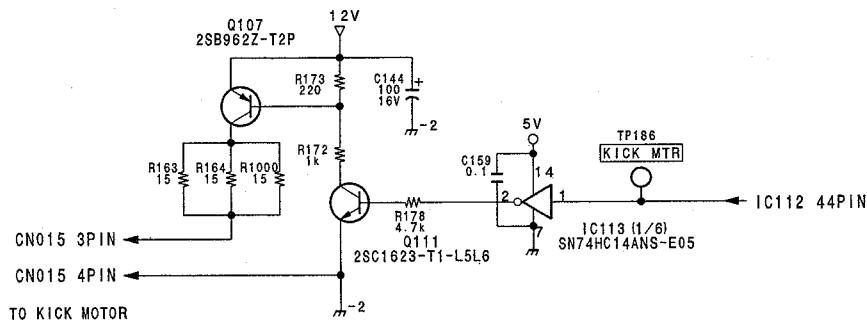 Q107
2SB962Z-T2P
12V
R173
220
C144
100
16V
+
-2
R172
1k
R163
15
R164
15
R1000
15
5V
TP186
KICK MTR
C159
0.1
14
2
1
7
IC112 44PIN
R178
4.7k
IC113 (1/6)
SN74HC14ANS-E05
Q111
2SC1623-T1-L5L6
CN015 3PIN
CN015 4PIN
-2
TO KICK MOTOR